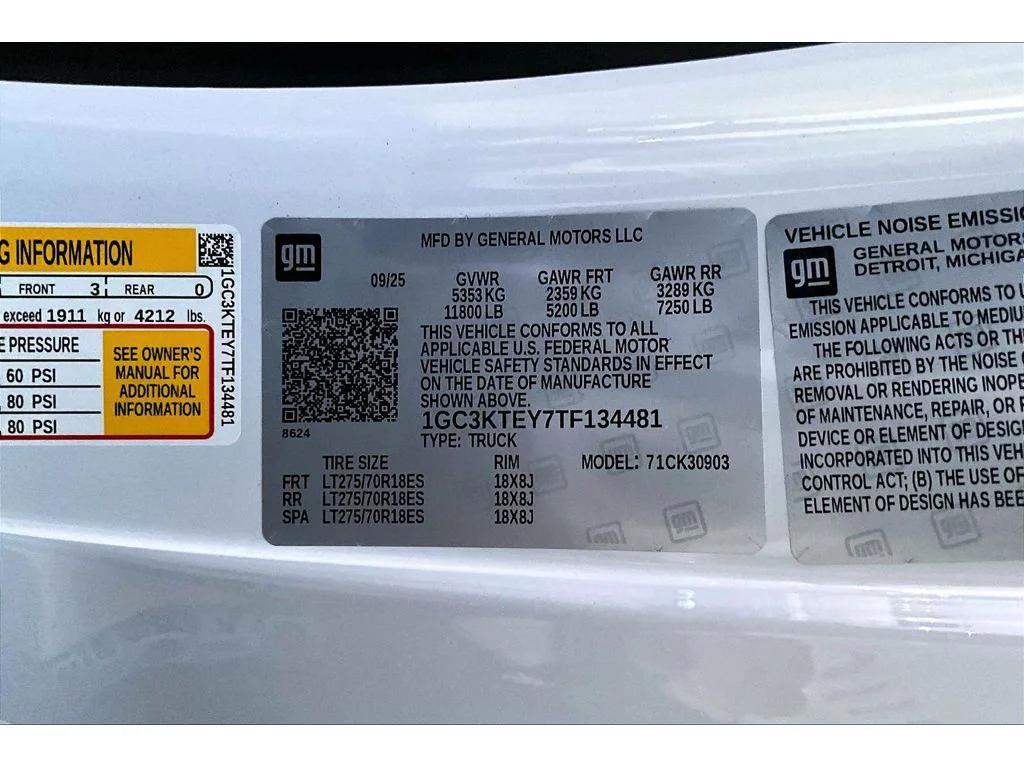 G INFORMATION
FRONT 3 REAR 0
exceed 1911 kg or 4212 lbs.
E PRESSURE
60 PSI
80 PSI
80 PSI
SEE OWNER'S
MANUAL FOR
ADDITIONAL
INFORMATION
1GC3KTEY7TF134481
gm
MFD BY GENERAL MOTORS LLC
09/25
GVWR GAWR FRT GAWR RR
5353 KG 2359 KG 3289 KG
11800 LB 5200 LB 7250 LB
THIS VEHICLE CONFORMS TO ALL
APPLICABLE U.S. FEDERAL MOTOR
VEHICLE SAFETY STANDARDS IN EFFECT
ON THE DATE OF MANUFACTURE
SHOWN ABOVE.
1GC3KTEY7TF134481
TYPE: TRUCK
8624
TIRE SIZE RIM MODEL: 71CK30903
FRT LT275/70R18ES 18X8J
RR LT275/70R18ES 18X8J
SPA LT275/70R18ES 18X8J
VEHICLE NOISE EMISSIO
gm
GENERAL MOTOR
DETROIT, MICHIGA
THIS VEHICLE CONFORMS TO U
EMISSION APPLICABLE TO MEDIU
THE FOLLOWING ACTS OR TH
ARE PROHIBITED BY THE NOISE
REMOVAL OR RENDERING INOPE
OF MAINTENANCE, REPAIR, OR
DEVICE OR ELEMENT OF DESIG
INCORPORATED INTO THIS VEH
CONTROL ACT; (B) THE USE OF
ELEMENT OF DESIGN HAS BEE